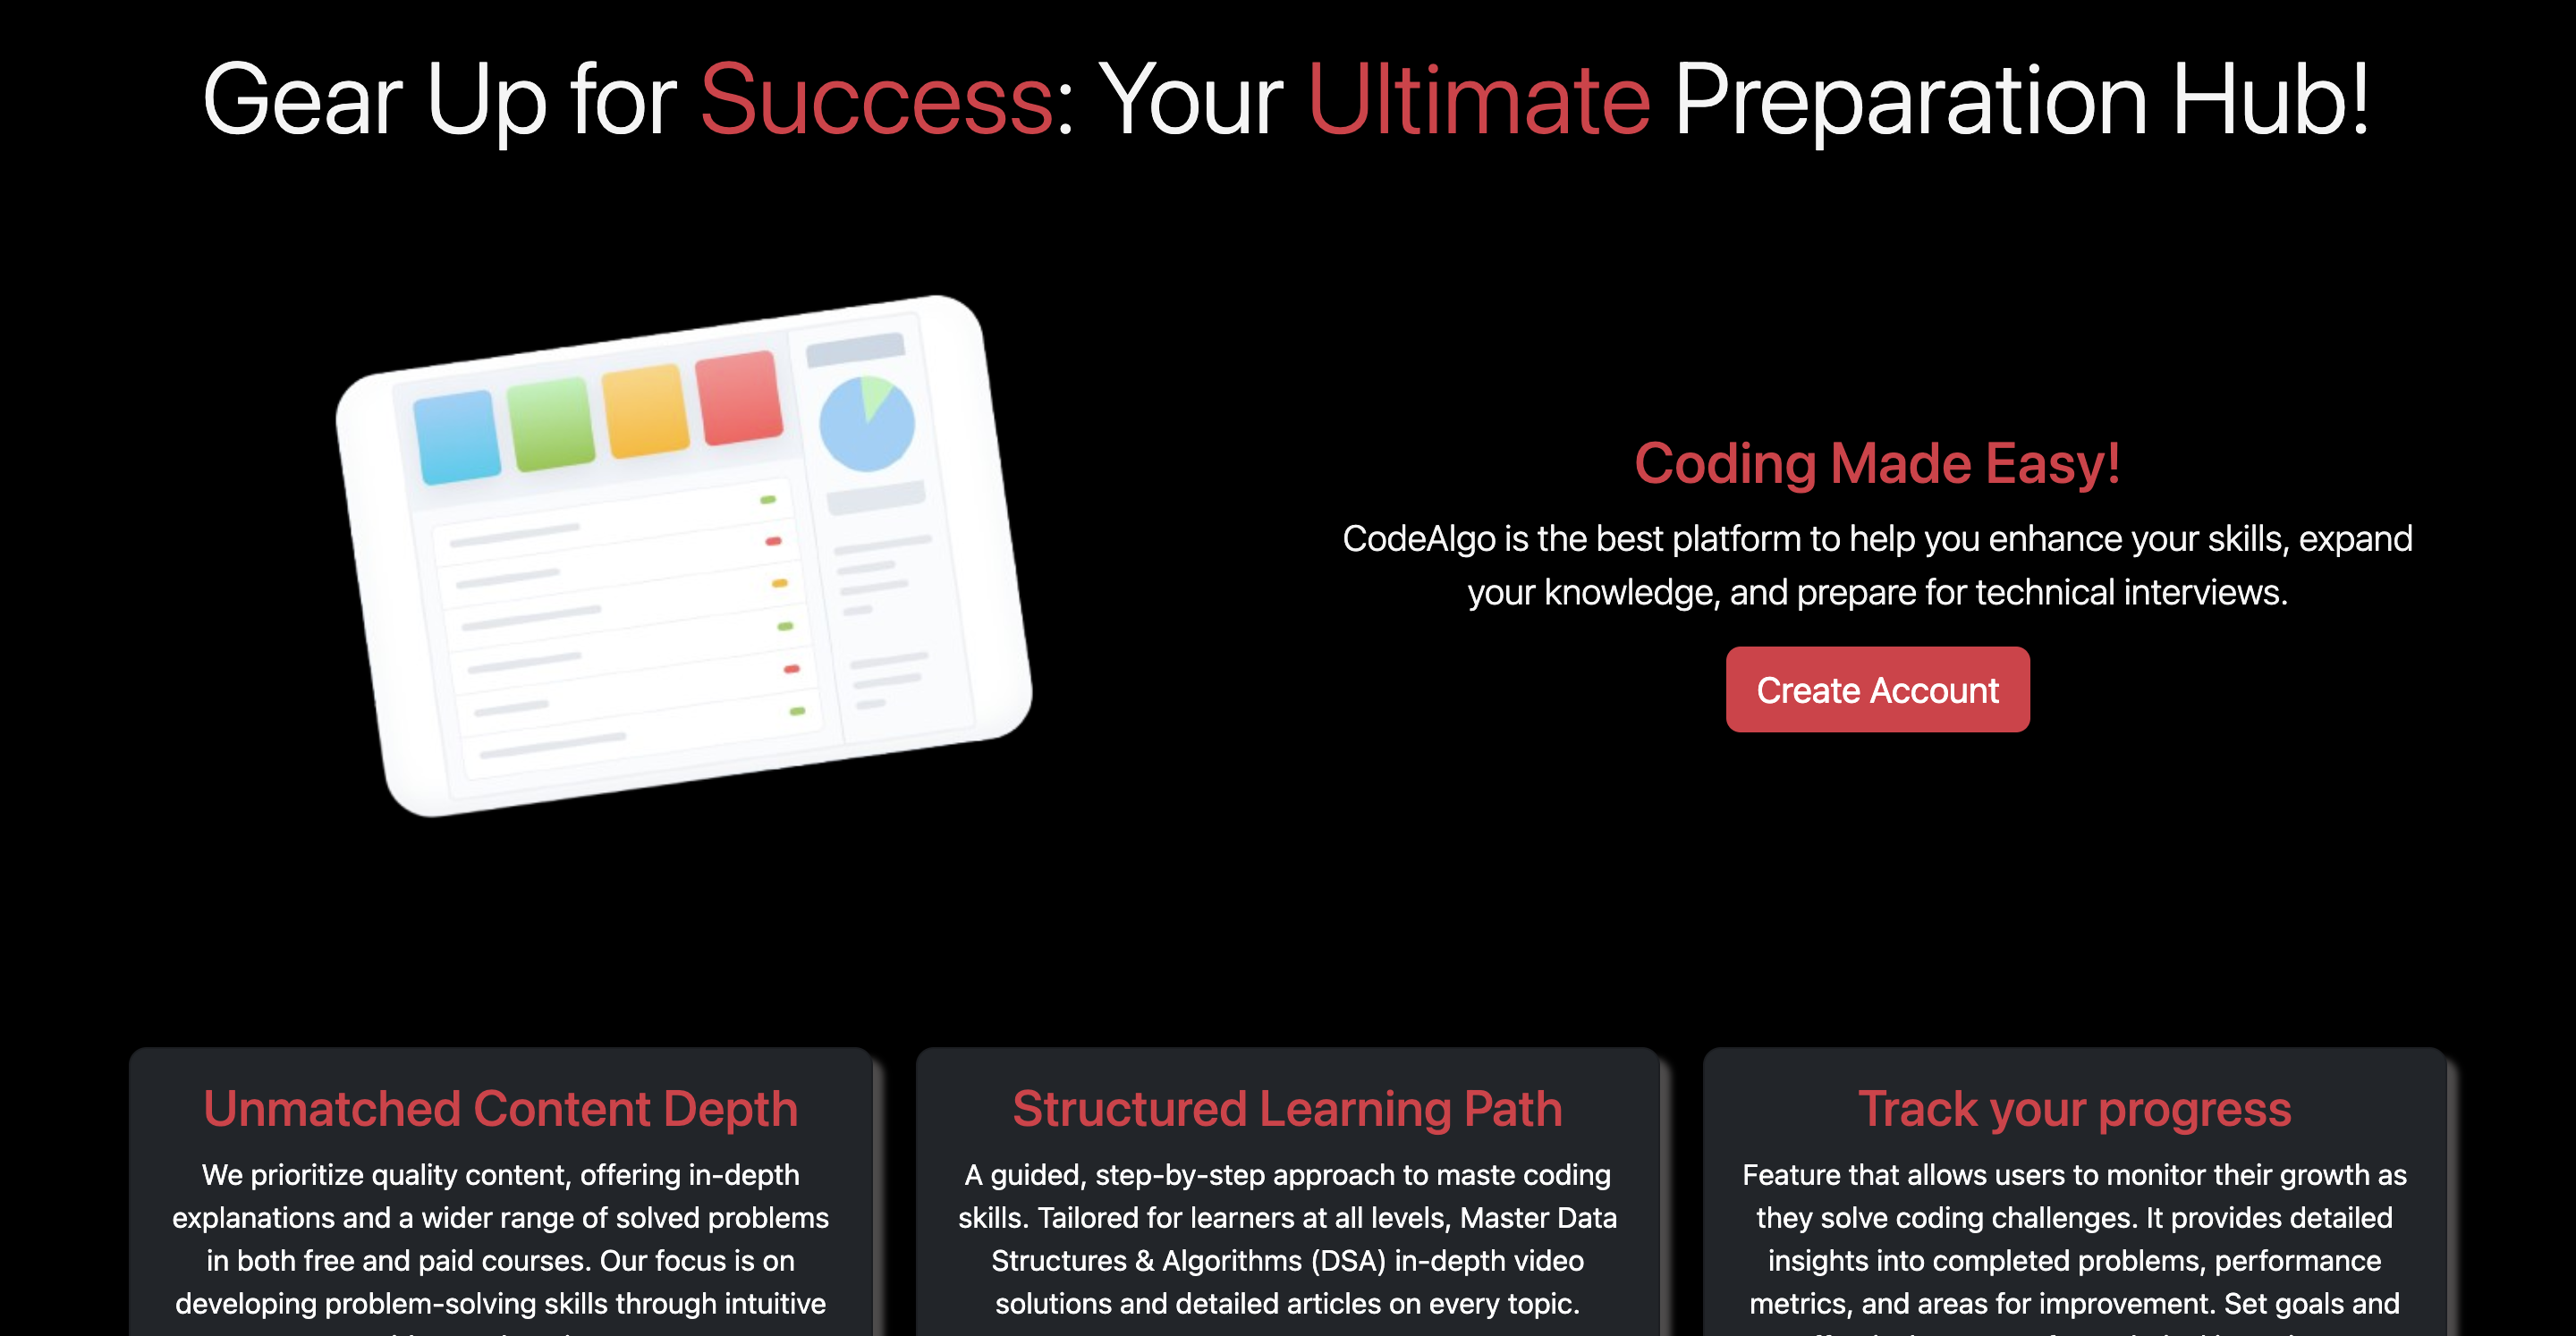 Gear Up for Success: Your Ultimate Preparation Hub!
Coding Made Easy!
CodeAlgo is the best platform to help you enhance your skills, expand
your knowledge, and prepare for technical interviews.
Create Account
Unmatched Content Depth
We prioritize quality content, offering in-depth
explanations and a wider range of solved problems
in both free and paid courses. Our focus is on
developing problem-solving skills through intuitive
Structured Learning Path
A guided, step-by-step approach to maste coding
skills. Tailored for learners at all levels, Master Data
Structures & Algorithms (DSA) in-depth video
solutions and detailed articles on every topic.
Track your progress
Feature that allows users to monitor their growth as
they solve coding challenges. It provides detailed
insights into completed problems, performance
metrics, and areas for improvement. Set goals and